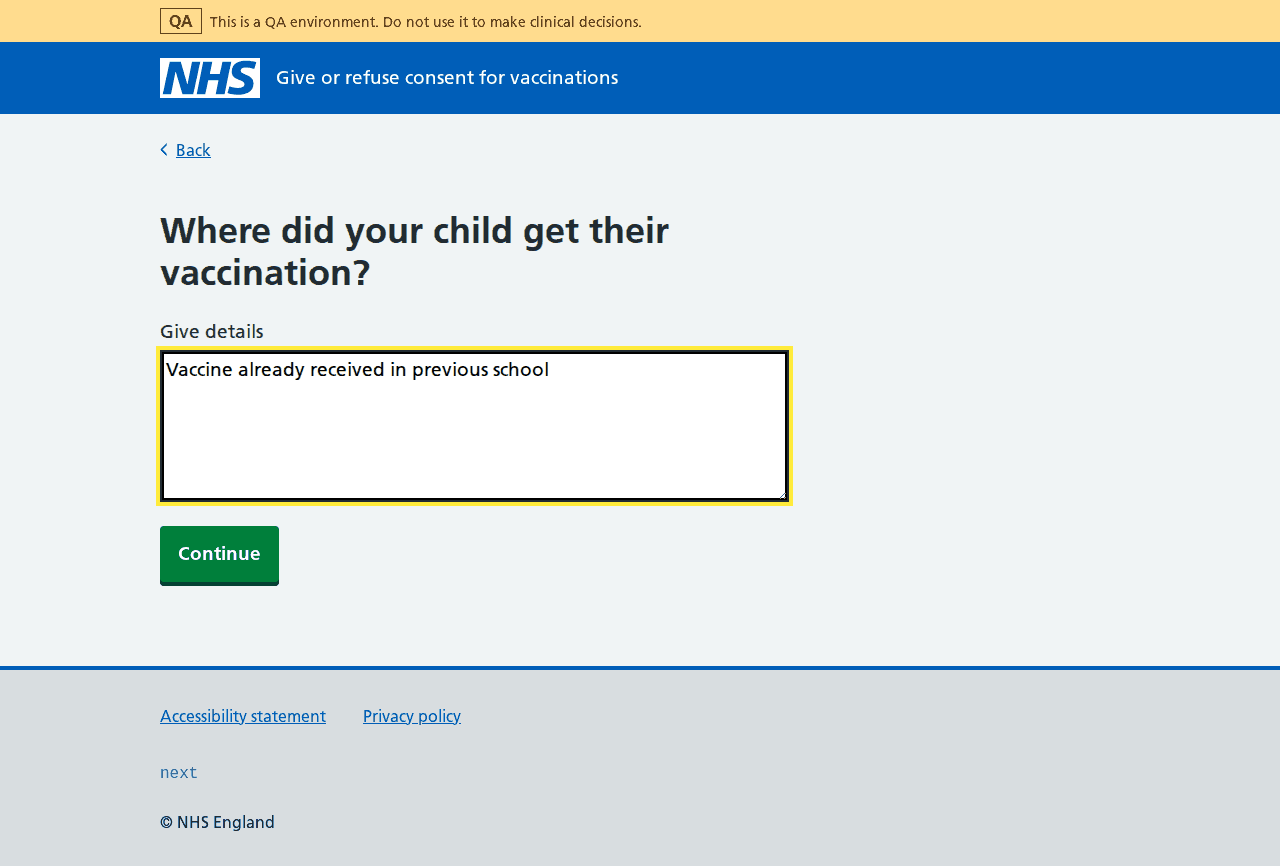 QA This is a QA environment. Do not use it to make clinical decisions.
NHS Give or refuse consent for vaccinations
Back
Where did your child get their
vaccination?
Give details
Vaccine already received in previous school
Continue
Accessibility statement Privacy policy
next
© NHS England